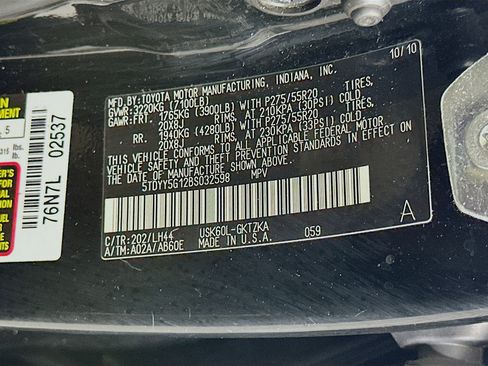 10/10
MFD.BY:TOYOTA MOTOR MANUFACTURING, INDIANA, INC.
GVWR: 3220KG (7100LB)
GAWR:FRT. 1765KG (3900LB) WITH P275/55R20 TIRES,
20X8J RIMS, AT 210KPA (30PSI) COLD.
RR. 1940KG (4280LB) WITH P275/55R20 TIRES,
20X8J RIMS, AT 230KPA (33PSI) COLD.
THIS VEHICLE CONFORMS TO ALL APPLICABLE FEDERAL MOTOR
VEHICLE SAFETY AND THEFT PREVENTION STANDARDS IN
EFFECT ON THE DATE OF MANUFACTURE SHOWN ABOVE.
5TDYY5G12BS032598 MPV
C/TR:202/LH44 USK60L-GKTZKA
A/TM:A02A/AB60E MADE IN U.S.A. 059
A
76N7L 02537
5
lbs.